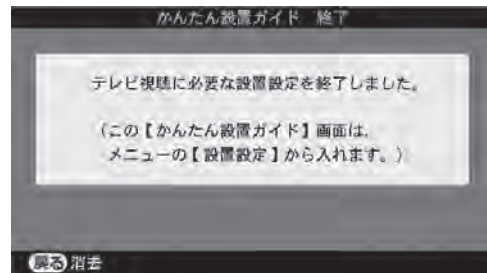 かんたん設置ガイド 終了
テレビ視聴に必要な設置設定を終了しました。
(この【かんたん設置ガイド】画面は、
メニューの【設置設定】から入れます。)
戻る 消去